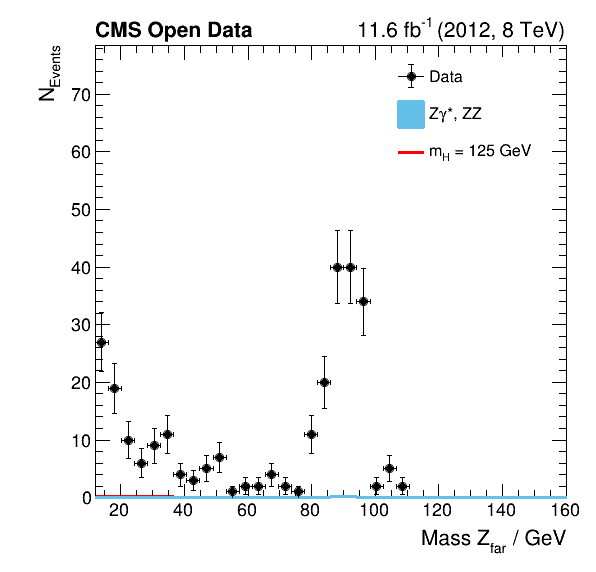 CMS Open Data 11.6 fb⁻¹ (2012, 8 TeV)
N_Events
Data
Zγ*, ZZ
m_H = 125 GeV
70
60
50
40
30
20
10
0
20 40 60 80 100 120 140 160
Mass Z_far / GeV